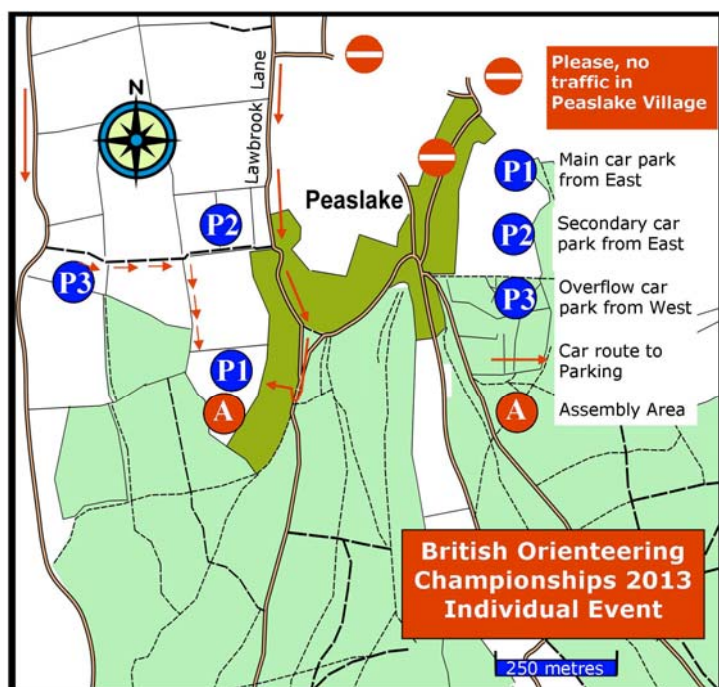 N
Lawbrook Lane
Please, no
traffic in
Peaslake Village
P1
Main car park
from East
P2
Secondary car
park from East
P3
Overflow car
park from West
Car route to
Parking
A
Assembly Area
Peaslake
P2
P3
P1
A
British Orienteering
Championships 2013
Individual Event
250 metres